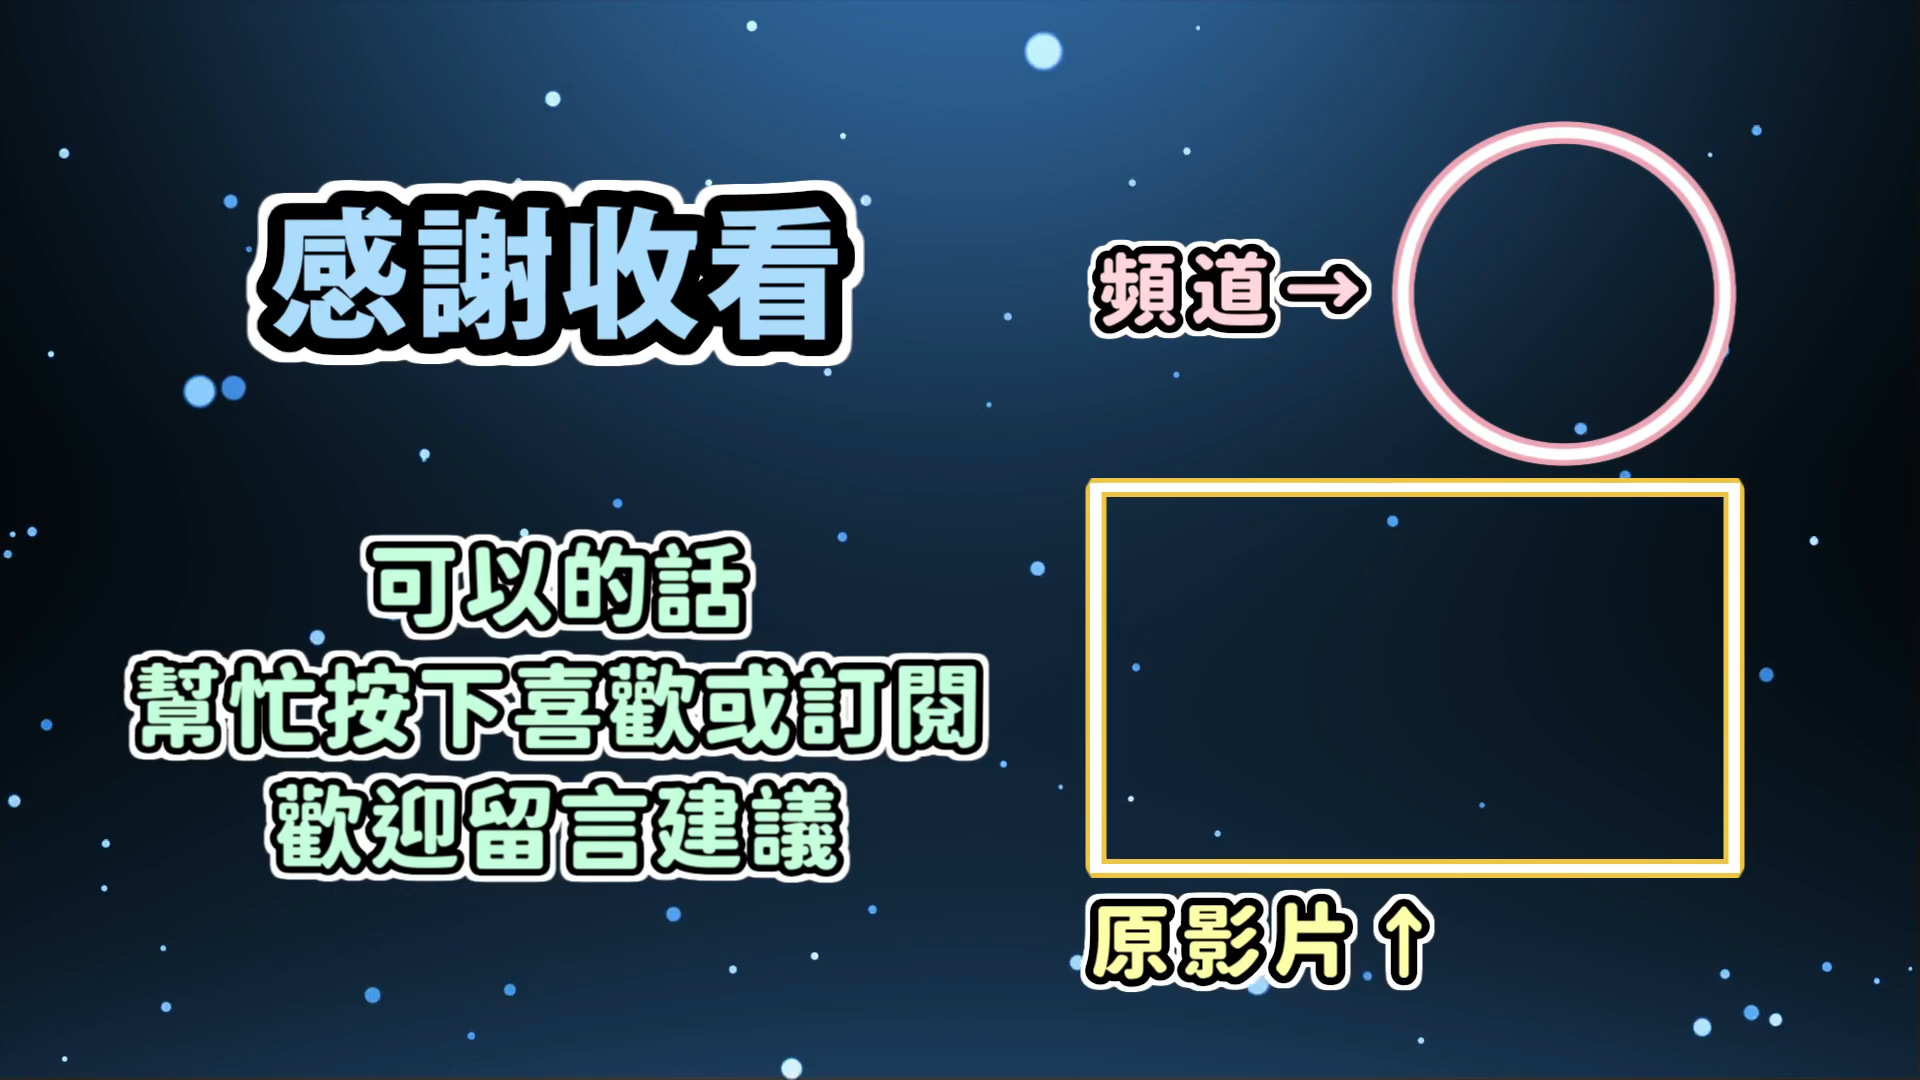 感謝收看
可以的話
幫忙按下喜歡或訂閱
歡迎留言建議
頻道→
原影片↑